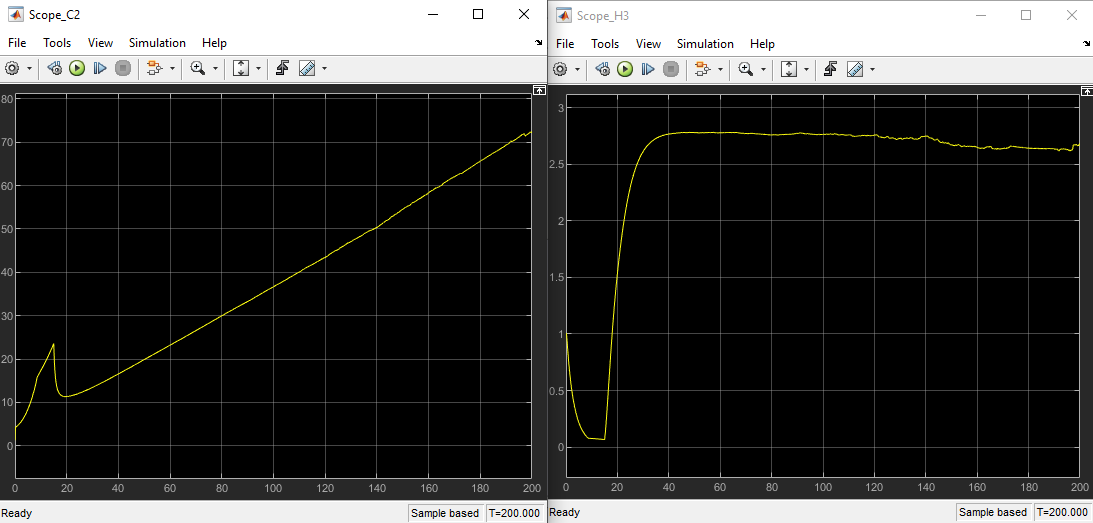 Scope_C2
File Tools View Simulation Help
80
70
60
50
40
30
20
10
0
0 20 40 60 80 100 120 140 160 180 200
Ready Sample based T=200.000
Scope_H3
File Tools View Simulation Help
3
2.5
2
1.5
1
0.5
0
0 20 40 60 80 100 120 140 160 180 200
Ready Sample based T=200.000